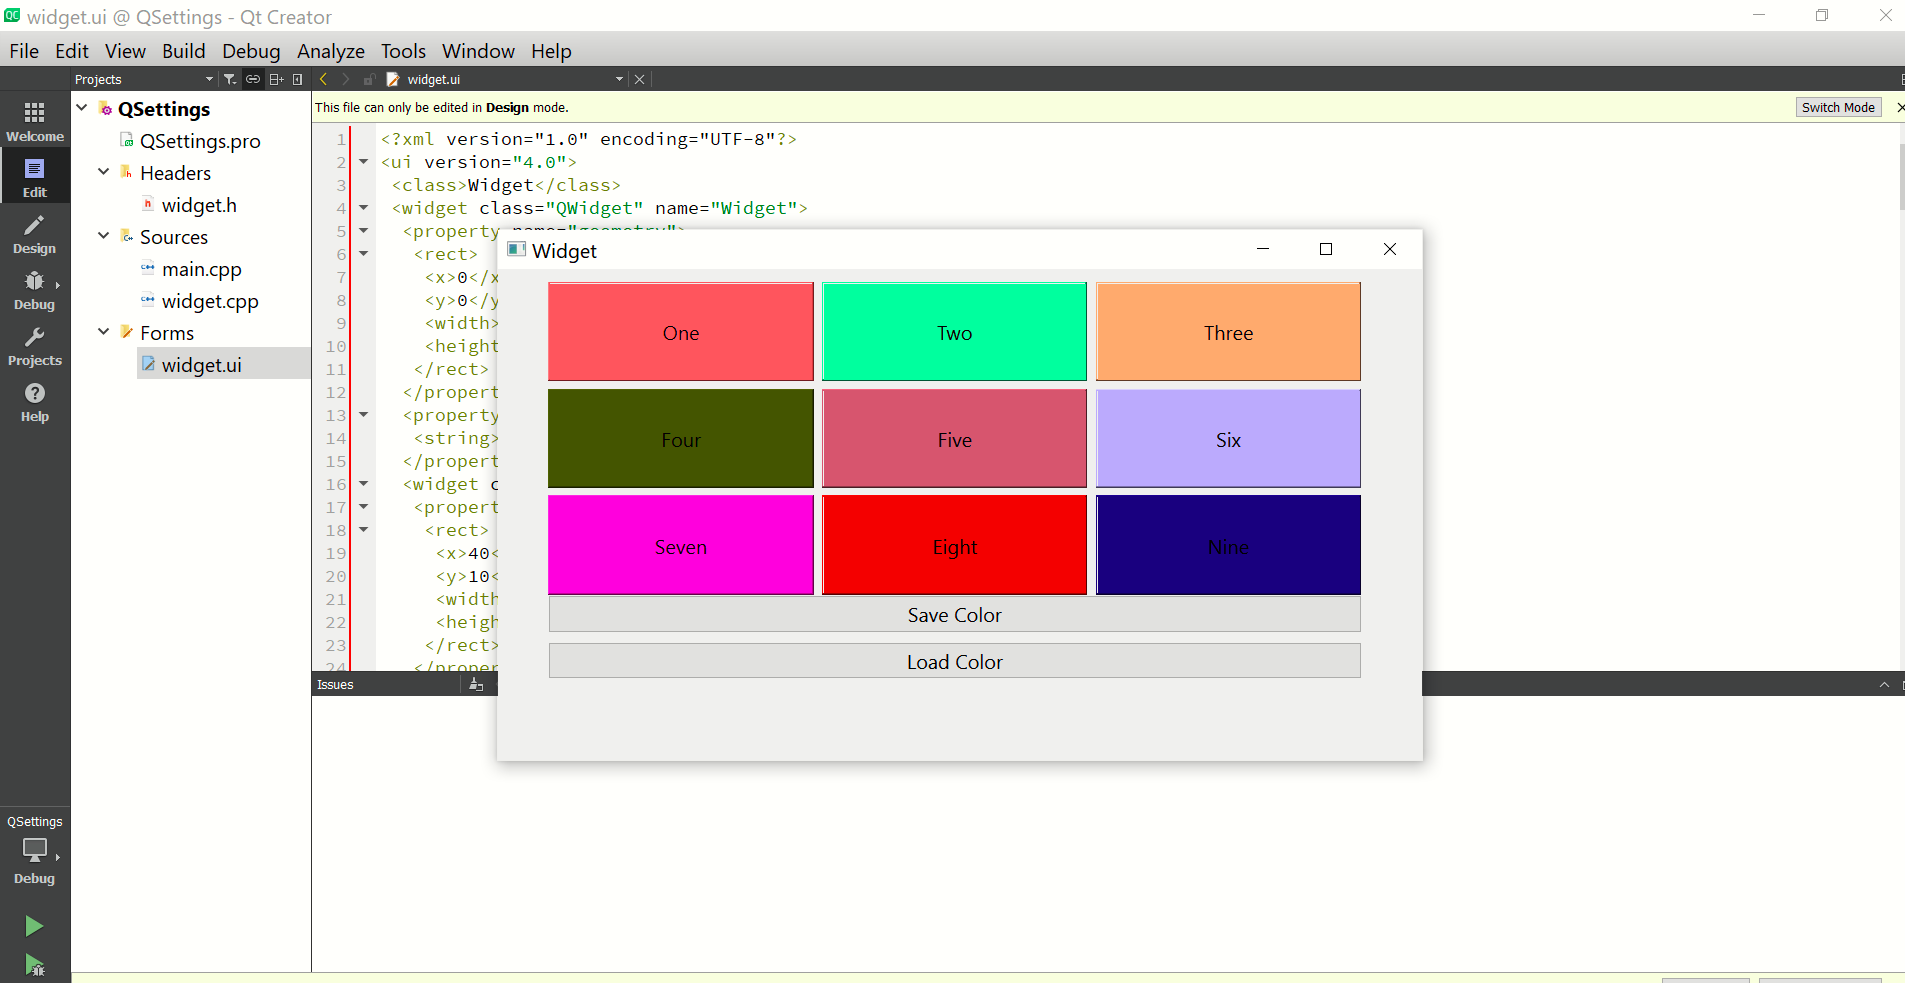 widget.ui @ QSettings - Qt Creator
File Edit View Build Debug Analyze Tools Window Help
Projects
widget.ui
This file can only be edited in Design mode.
Switch Mode
Welcome
Edit
Design
Debug
Projects
Help
QSettings
QSettings.pro
Headers
widget.h
Sources
main.cpp
widget.cpp
Forms
widget.ui
1 <?xml version="1.0" encoding="UTF-8"?>
2 <ui version="4.0">
3 <class>Widget</class>
4 <widget class="QWidget" name="Widget">
5 <property name="geometry">
6 <rect>
7 <x>0</x
8 <y>0</y
9 <width>
10 <height
11 </rect>
12 </propert
13 <property
14 <string>
15 </propert
16 <widget c
17 <propert
18 <rect>
19 <x>40<
20 <y>10<
21 <width
22 <heigh
23 </rect>
24 </proper
Widget
One Two Three
Four Five Six
Seven Eight Nine
Save Color
Load Color
Issues
QSettings
Debug